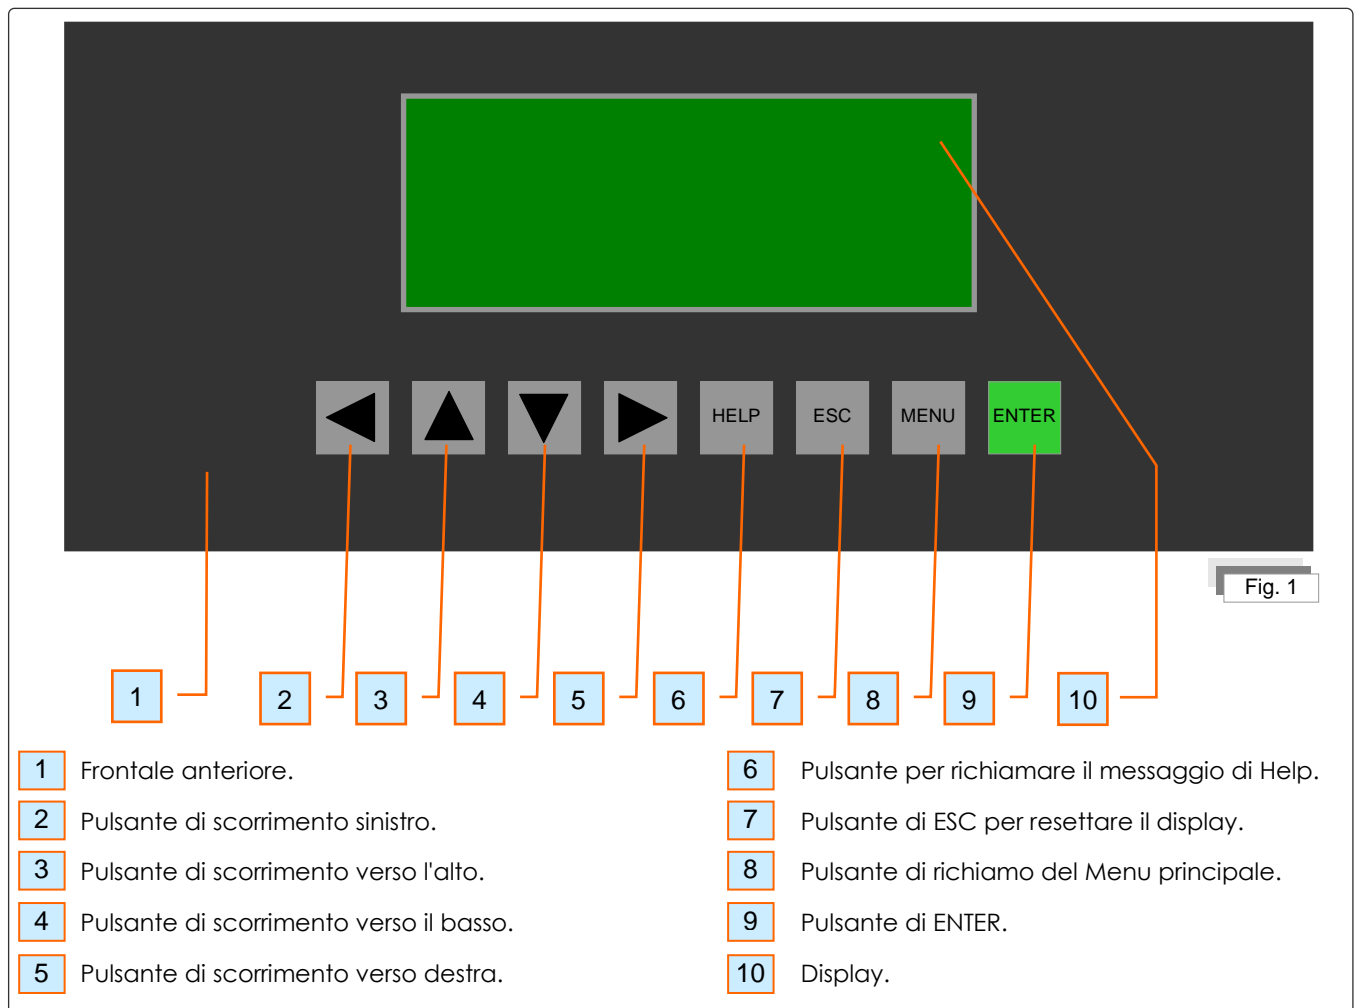 HELP ESC MENU ENTER
Fig. 1
1 2 3 4 5 6 7 8 9 10
1 Frontale anteriore.
2 Pulsante di scorrimento sinistro.
3 Pulsante di scorrimento verso l'alto.
4 Pulsante di scorrimento verso il basso.
5 Pulsante di scorrimento verso destra.
6 Pulsante per richiamare il messaggio di Help.
7 Pulsante di ESC per resettare il display.
8 Pulsante di richiamo del Menu principale.
9 Pulsante di ENTER.
10 Display.